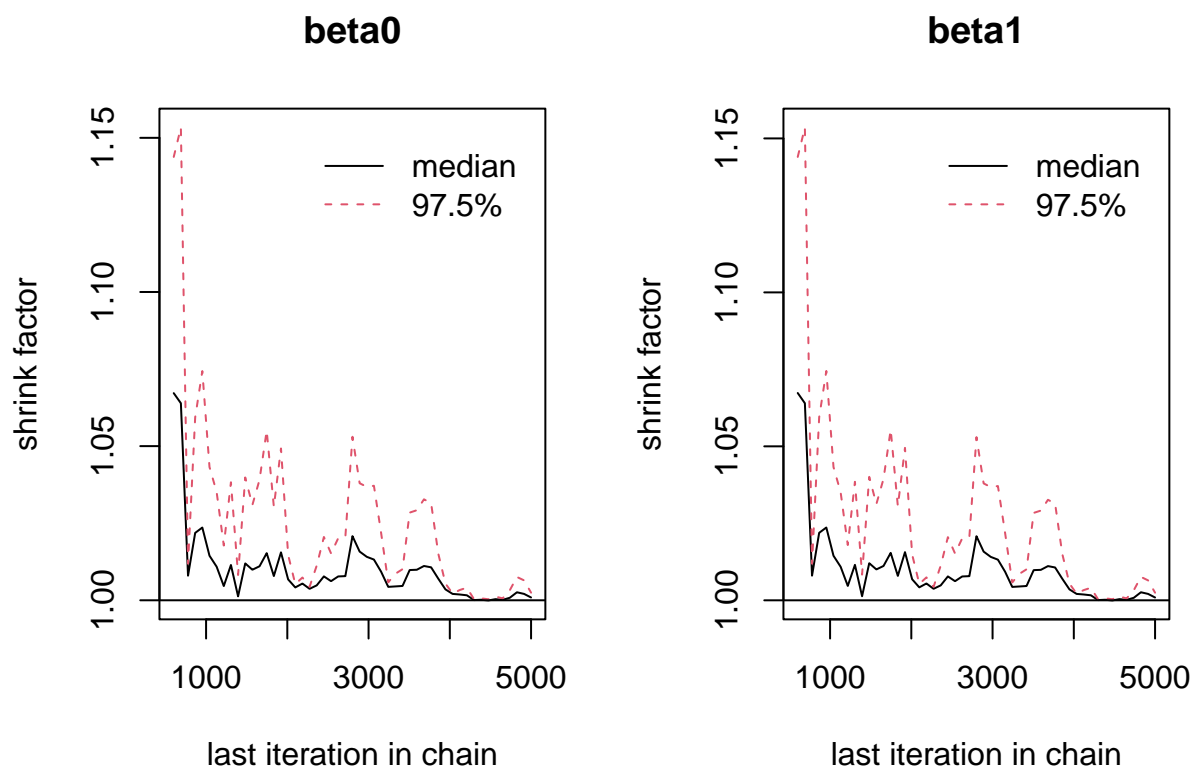 beta0
shrink factor
1.00 1.05 1.10 1.15
median
97.5%
1000 3000 5000
last iteration in chain
beta1
shrink factor
1.00 1.05 1.10 1.15
median
97.5%
1000 3000 5000
last iteration in chain